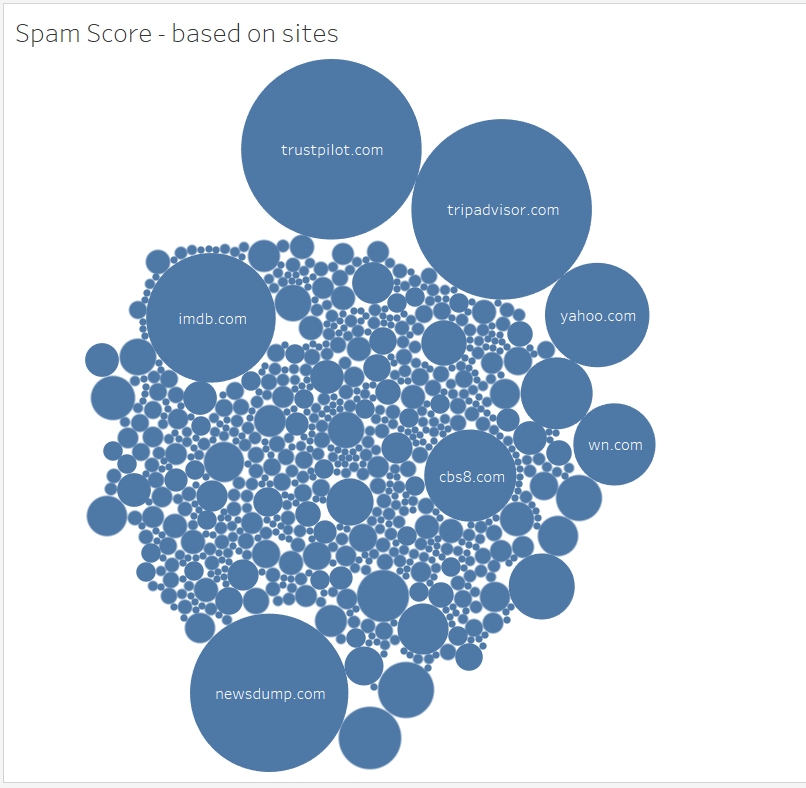 Spam Score - based on sites
trustpilot.com
tripadvisor.com
yahoo.com
imdb.com
wn.com
cbs8.com
newsdump.com